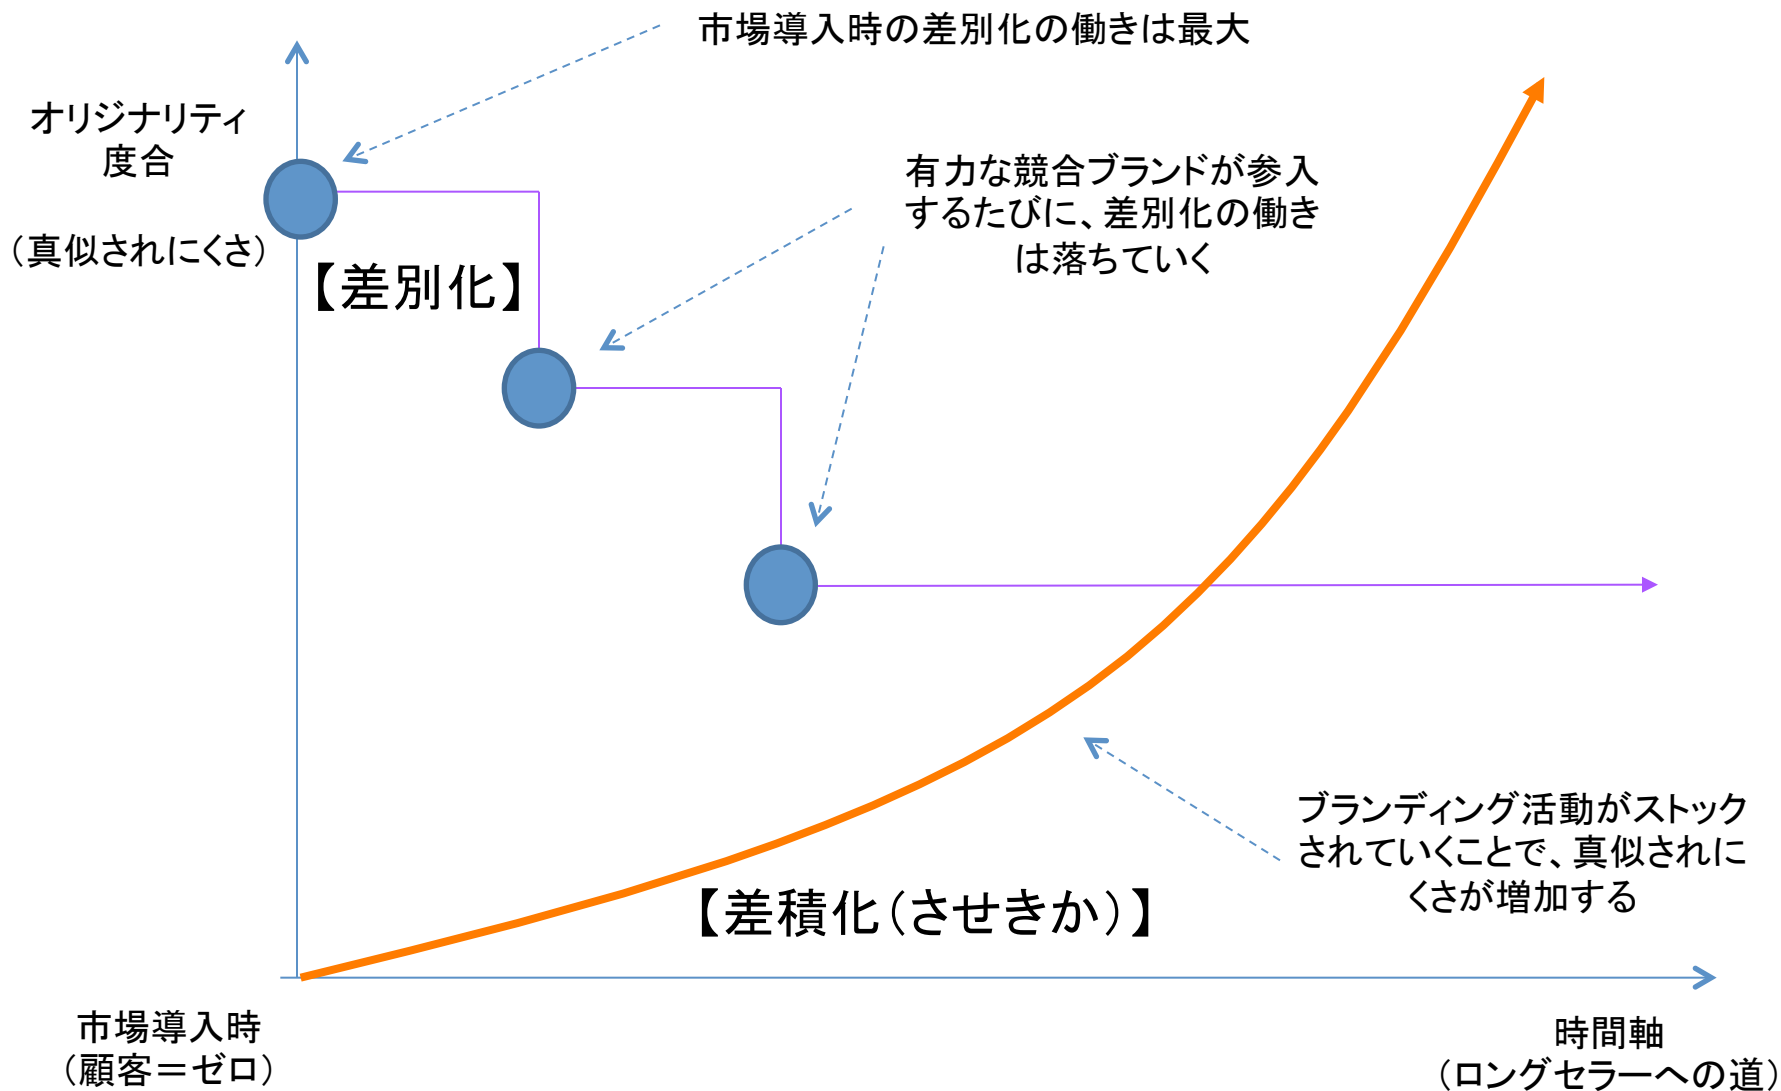 市場導入時の差別化の働きは最大
オリジナリティ
度合
（真似されにくさ）
【差別化】
有力な競合ブランドが参入
するたびに、差別化の働き
は落ちていく
ブランディング活動がストック
されていくことで、真似されに
くさが増加する
【差積化（させきか）】
市場導入時
（顧客＝ゼロ）
時間軸
（ロングセラーへの道）